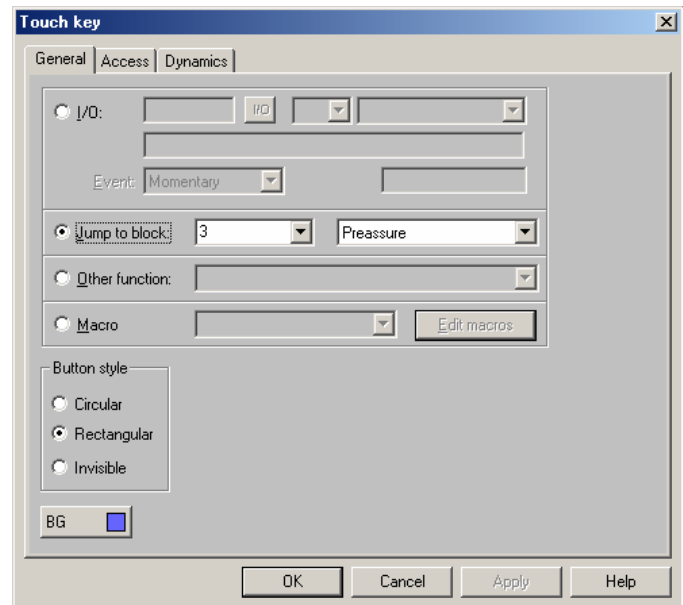 Touch key
General Access Dynamics
I/O: I/O
Event: Momentary
Jump to block: 3 Preassure
Other function:
Macro Edit macros
Button style
Circular
Rectangular
Invisible
BG
OK Cancel Apply Help